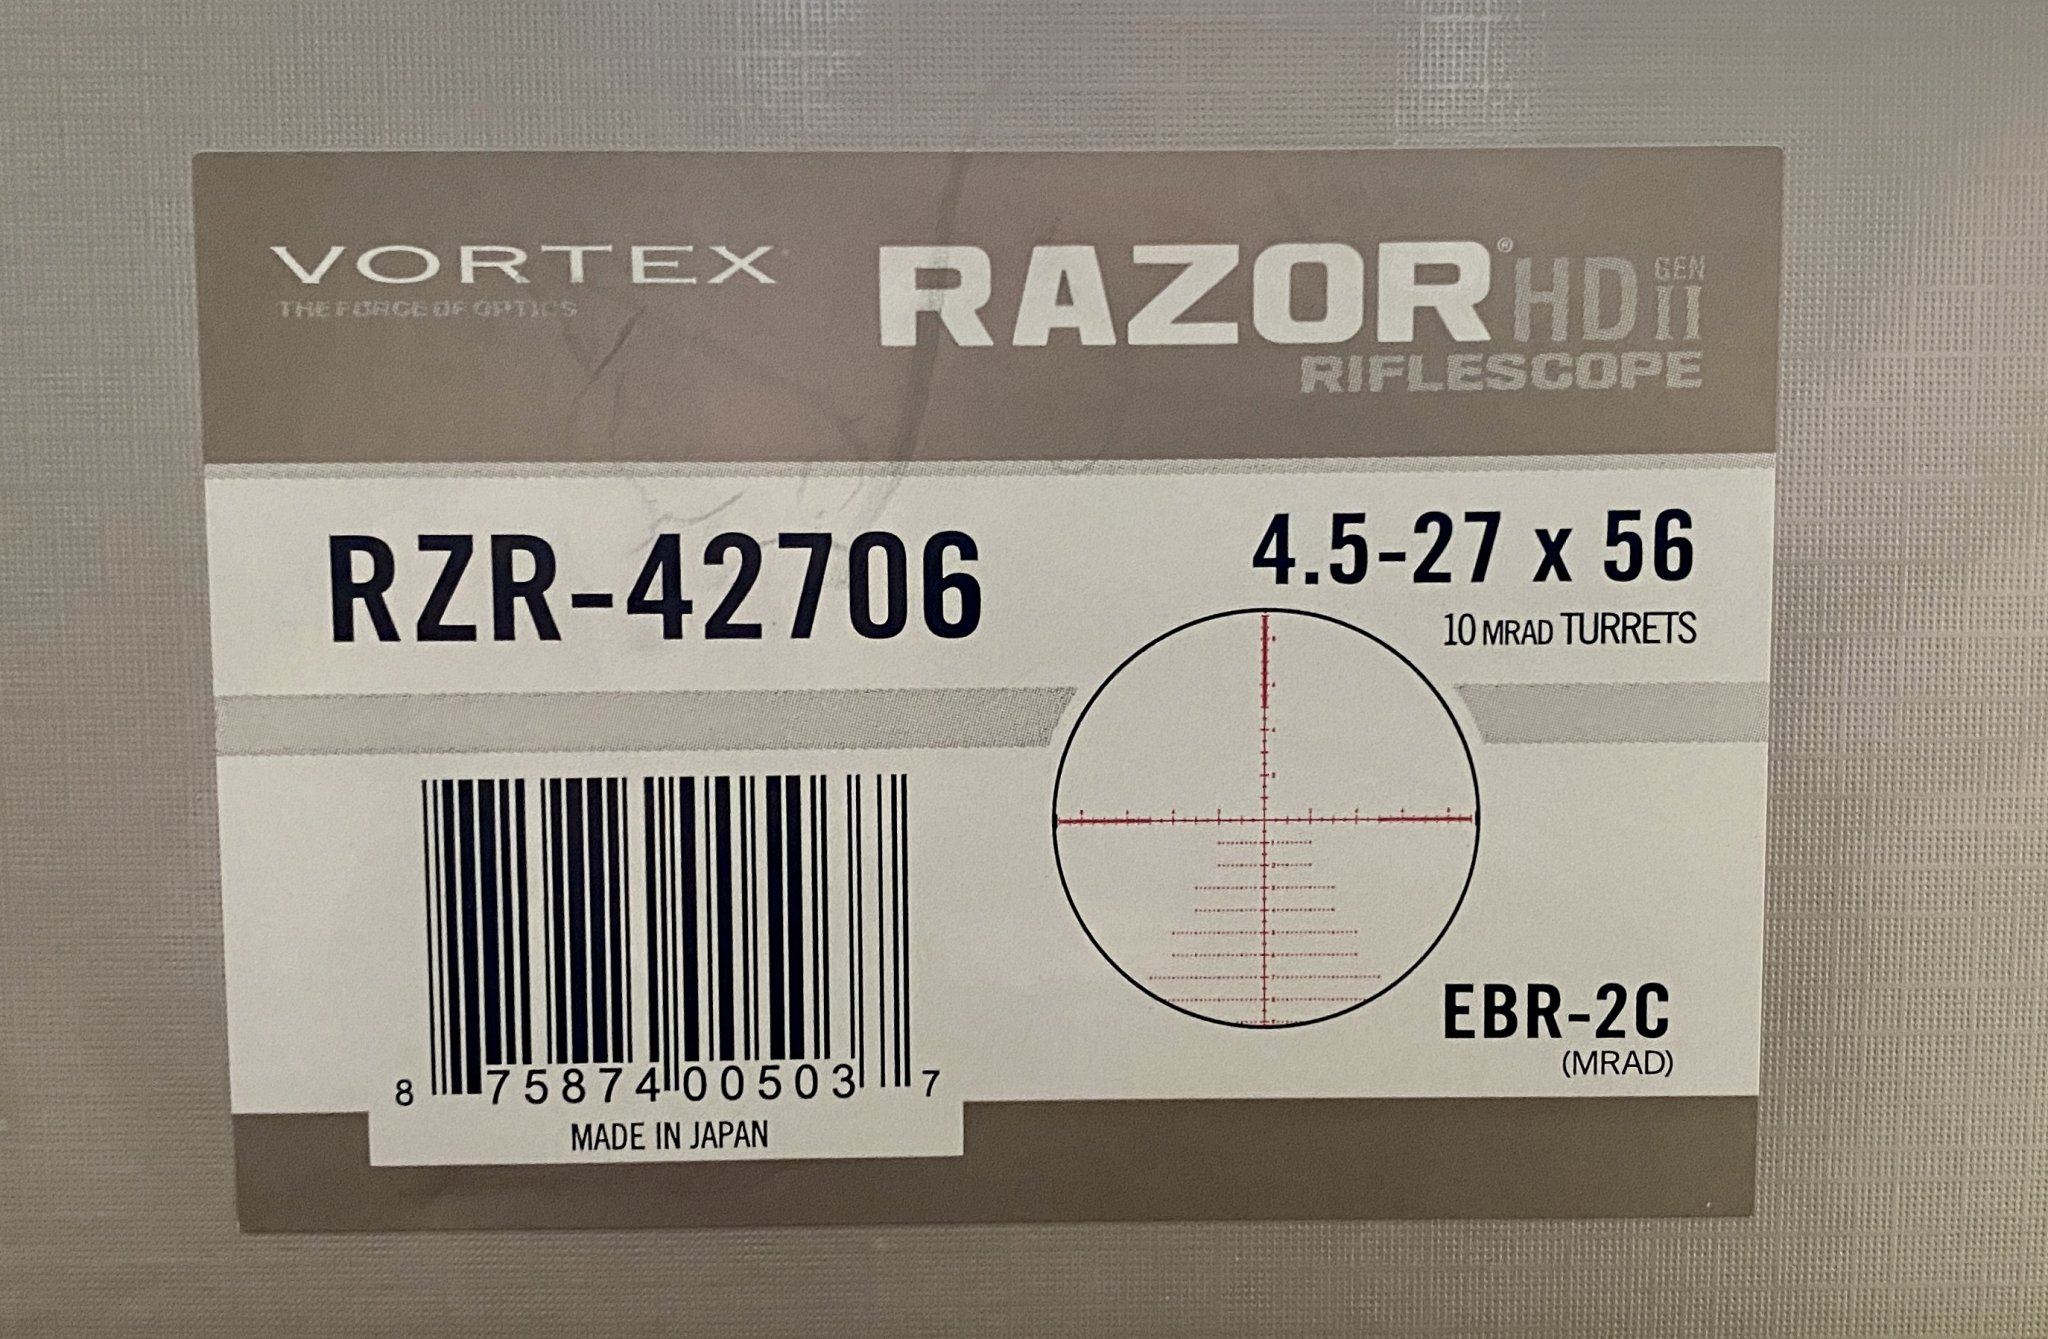 VORTEX
THE FORCE OF OPTICS
RAZOR® HD GEN II
RIFLESCOPE
RZR-42706
4.5-27 x 56
10 MRAD TURRETS
EBR-2C
(MRAD)
8 75874 00503 7
MADE IN JAPAN